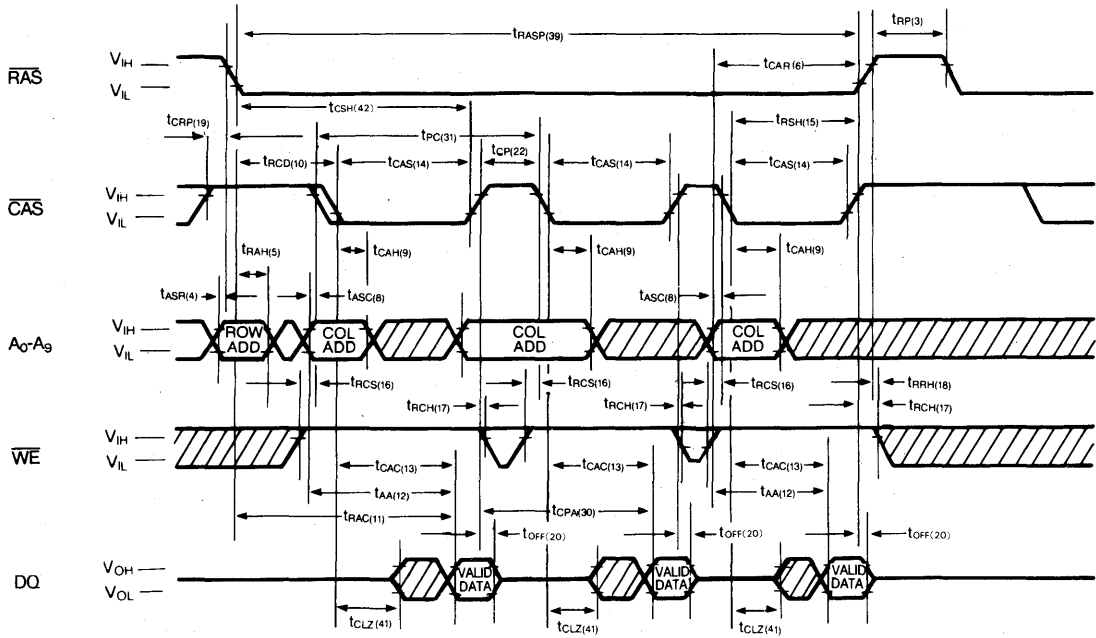 tRASP(39)
tRP(3)
RAS
VIH
VIL
tCAR(6)
tCSH(42)
tCRP(19)
tPC(31)
tRSH(15)
tRCD(10)
tCAS(14)
tCP(22)
tCAS(14)
tCAS(14)
CAS
VIH
VIL
tRAH(5)
tCAH(9)
tCAH(9)
tCAH(9)
tASR(4)
tASC(8)
tASC(8)
A0-A9
VIH
VIL
ROW ADD
COL ADD
COL ADD
COL ADD
tRCS(16)
tRCS(16)
tRCS(16)
tRRH(18)
tRCH(17)
tRCH(17)
tRCH(17)
WE
VIH
VIL
tCAC(13)
tCAC(13)
tCAC(13)
tAA(12)
tAA(12)
tRAC(11)
tCPA(30)
tOFF(20)
tOFF(20)
tOFF(20)
DQ
VOH
VOL
VALID DATA
VALID DATA
VALID DATA
tCLZ(41)
tCLZ(41)
tCLZ(41)